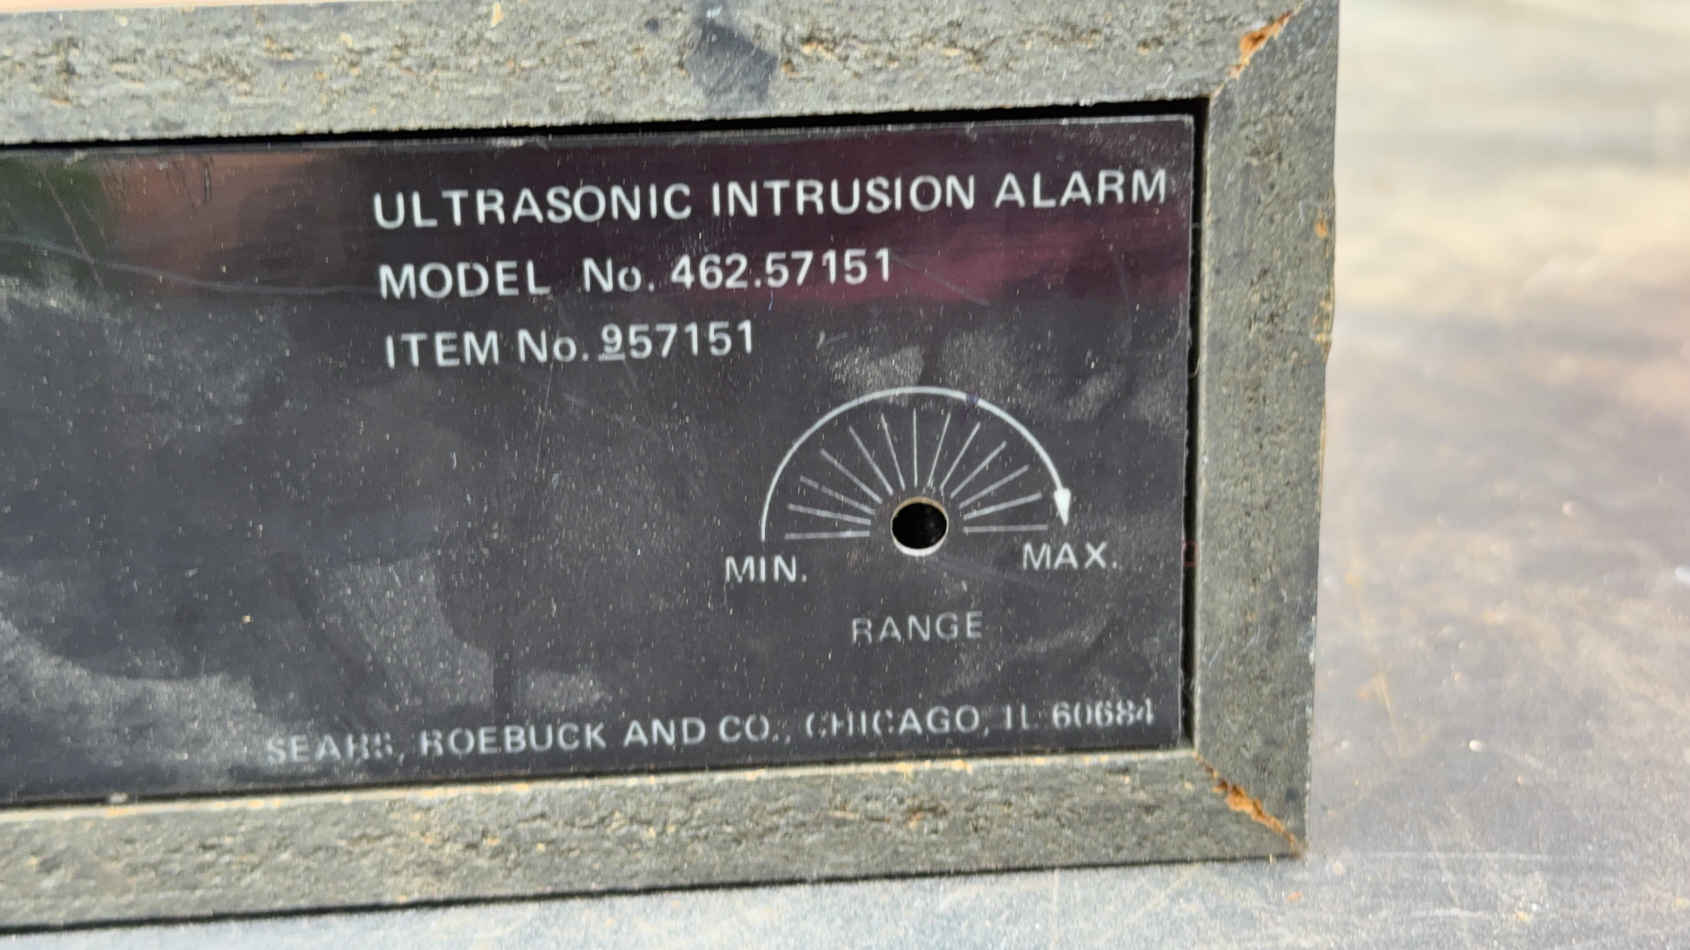 ULTRASONIC INTRUSION ALARM
MODEL No. 462.57151
ITEM No. 957151
MIN. MAX.
RANGE
SEARS, ROEBUCK AND CO., CHICAGO, IL 60684